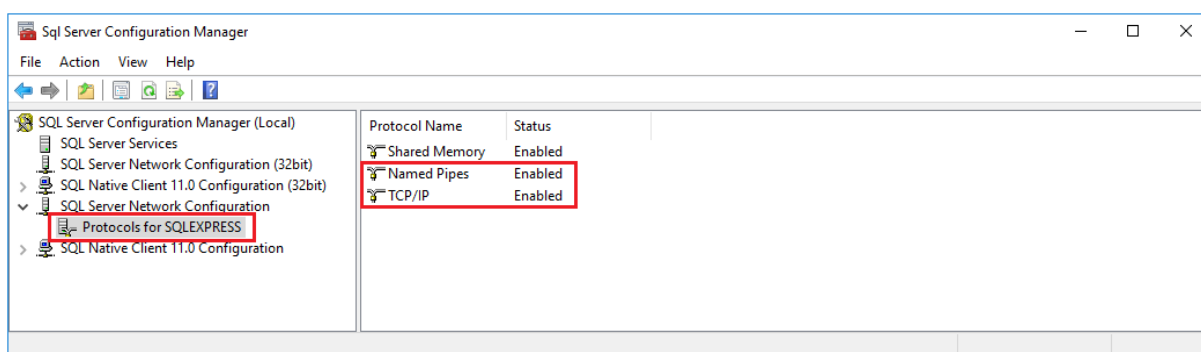 Sql Server Configuration Manager
File Action View Help
SQL Server Configuration Manager (Local)
SQL Server Services
SQL Server Network Configuration (32bit)
SQL Native Client 11.0 Configuration (32bit)
SQL Server Network Configuration
Protocols for SQLEXPRESS
SQL Native Client 11.0 Configuration
Protocol Name Status
Shared Memory Enabled
Named Pipes Enabled
TCP/IP Enabled